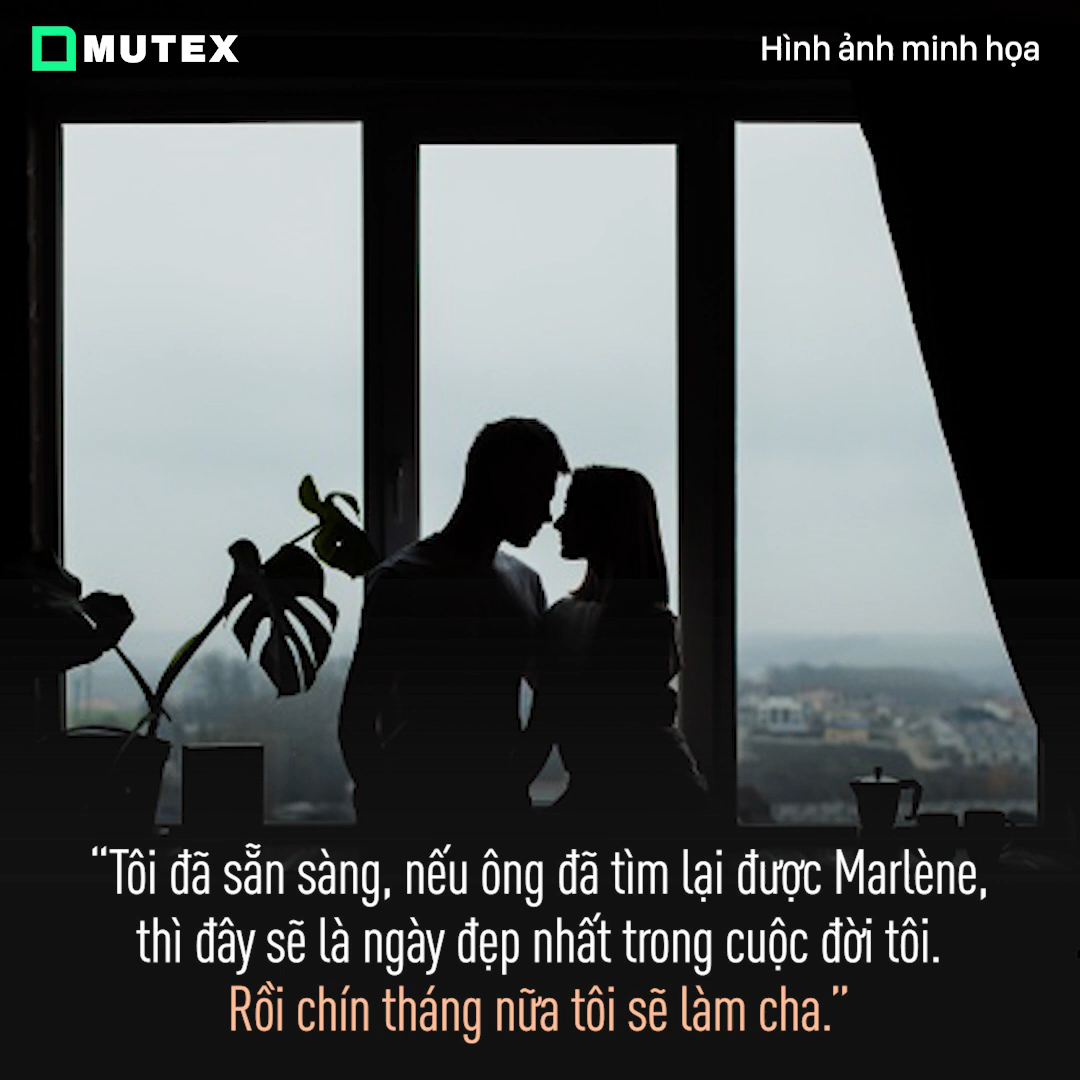 MUTEX
Hình ảnh minh họa
“Tôi đã sẵn sàng, nếu ông đã tìm lại được Marlène,
thì đây sẽ là ngày đẹp nhất trong cuộc đời tôi.
Rồi chín tháng nữa tôi sẽ làm cha.”